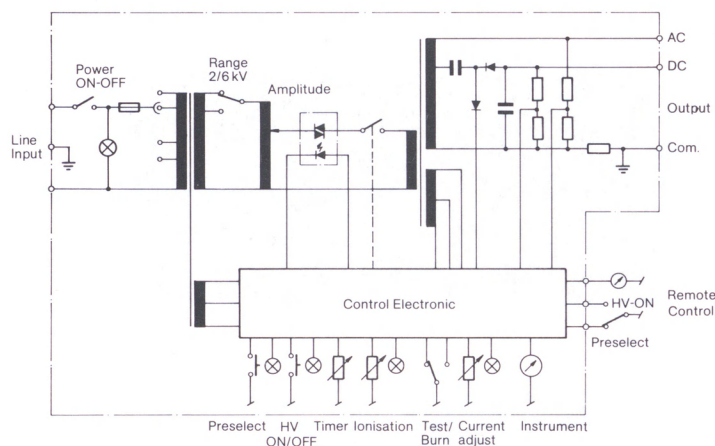 Power
ON-OFF
Range
2/6 kV
Amplitude
AC
DC
Output
Com.
Line
Input
Control Electronic
Remote
Control
HV-ON
Preselect
Preselect HV Timer Ionisation Test/ Current Instrument
ON/OFF Burn adjust